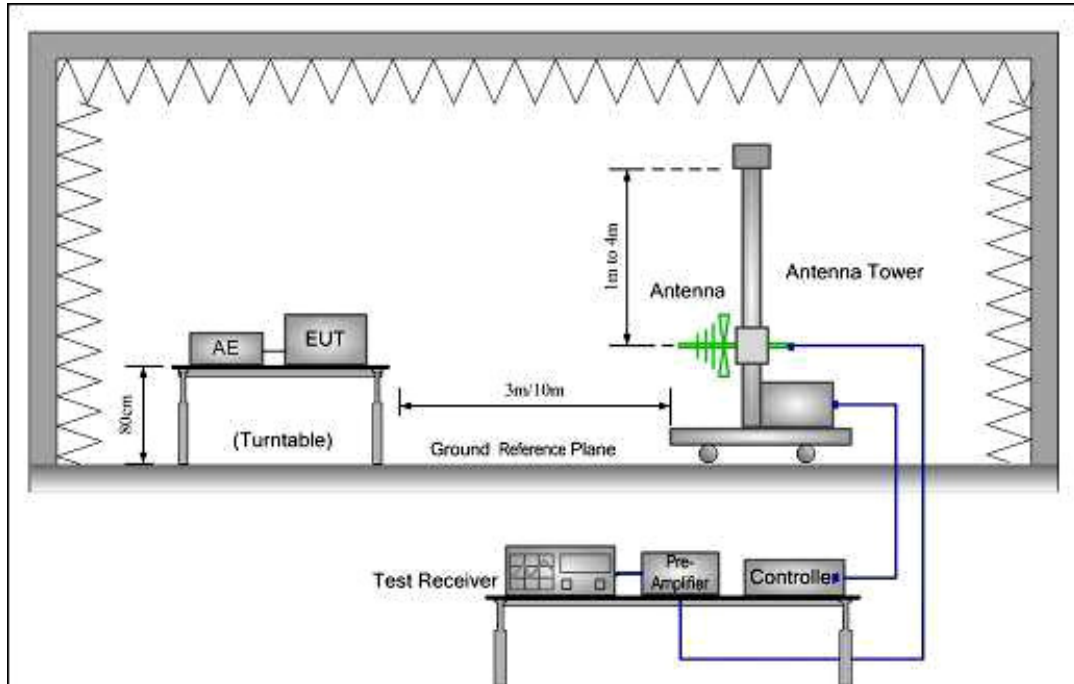 1m to 4m
Antenna Tower
Antenna
AE
EUT
80cm
3m/10m
(Turntable)
Ground Reference Plane
Test Receiver
Pre-
Amplifier
Controller